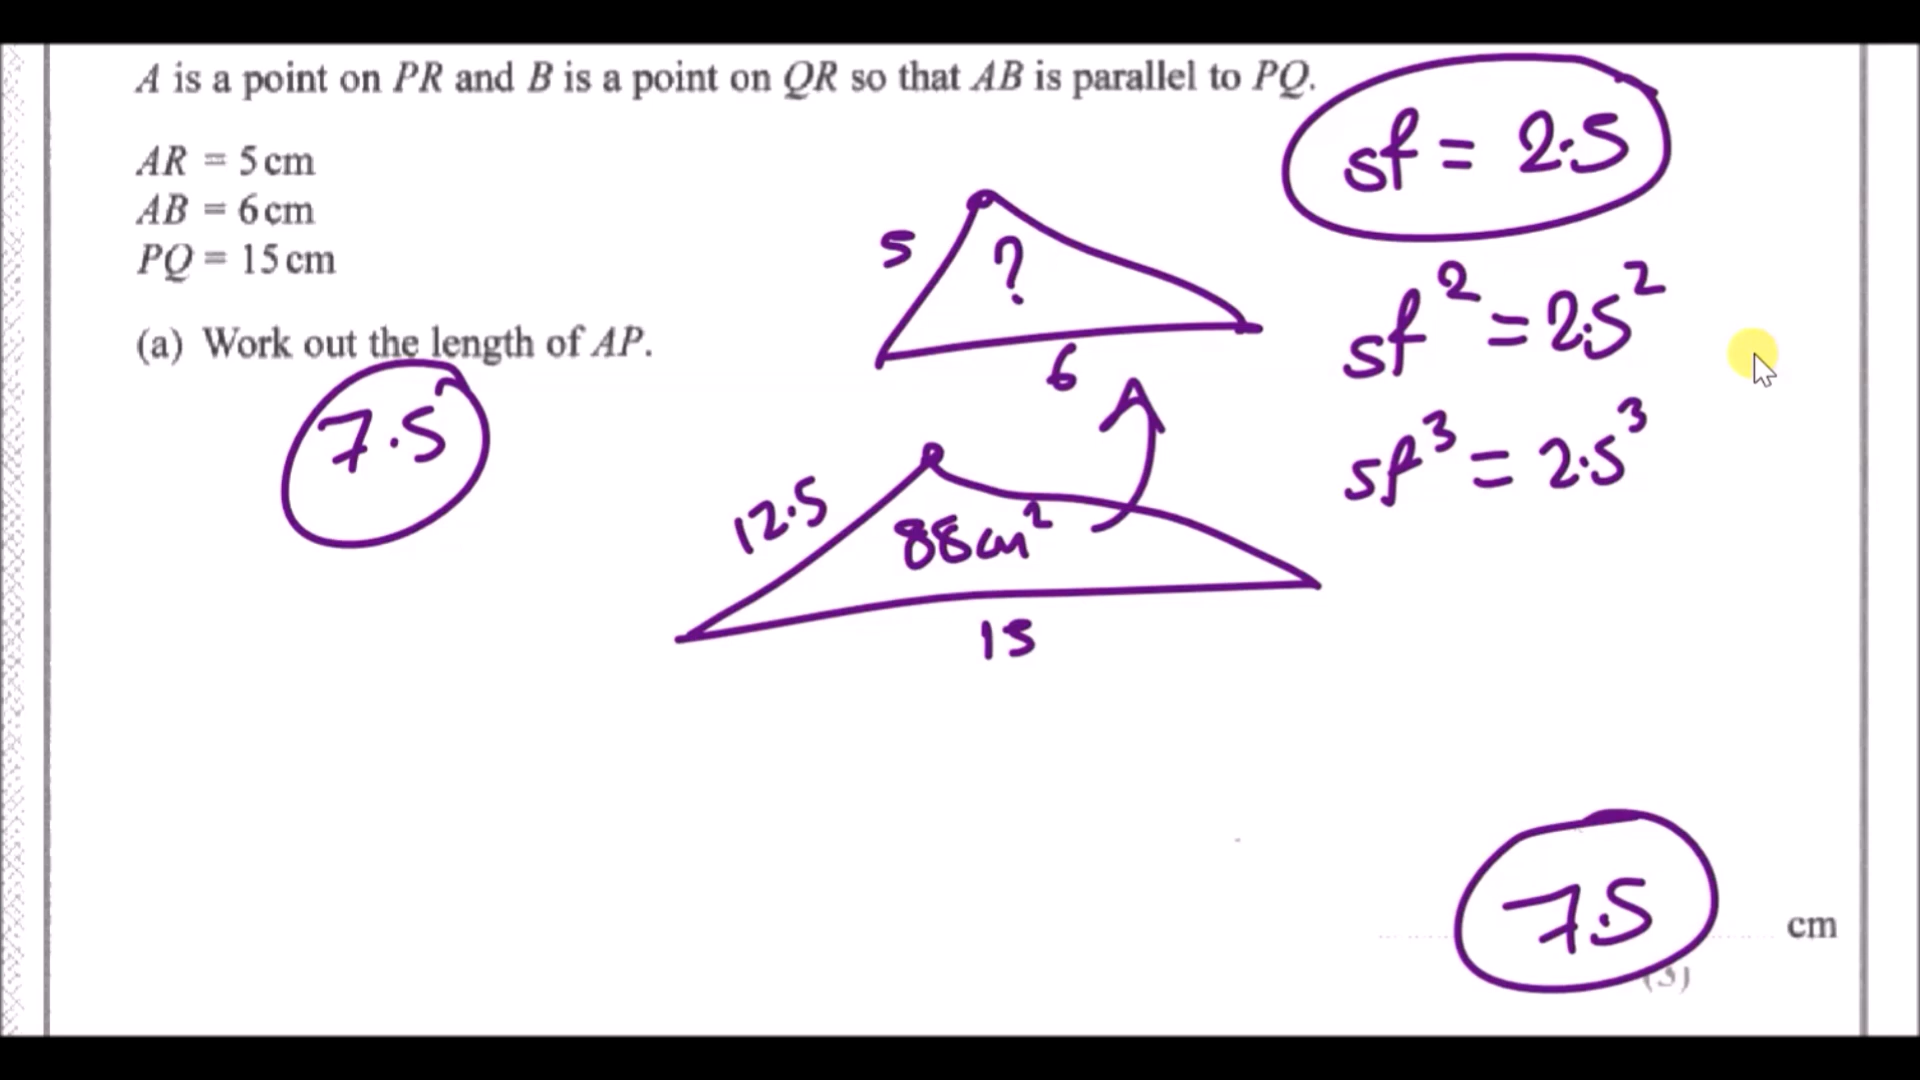 A is a point on PR and B is a point on QR so that AB is parallel to PQ.
AR = 5 cm
AB = 6 cm
PQ = 15 cm
(a) Work out the length of AP.
7.5
sf = 2.5
sf² = 2.5²
sf³ = 2.5³
5
?
6
12.5
88cm²
15
7.5
cm
(3)